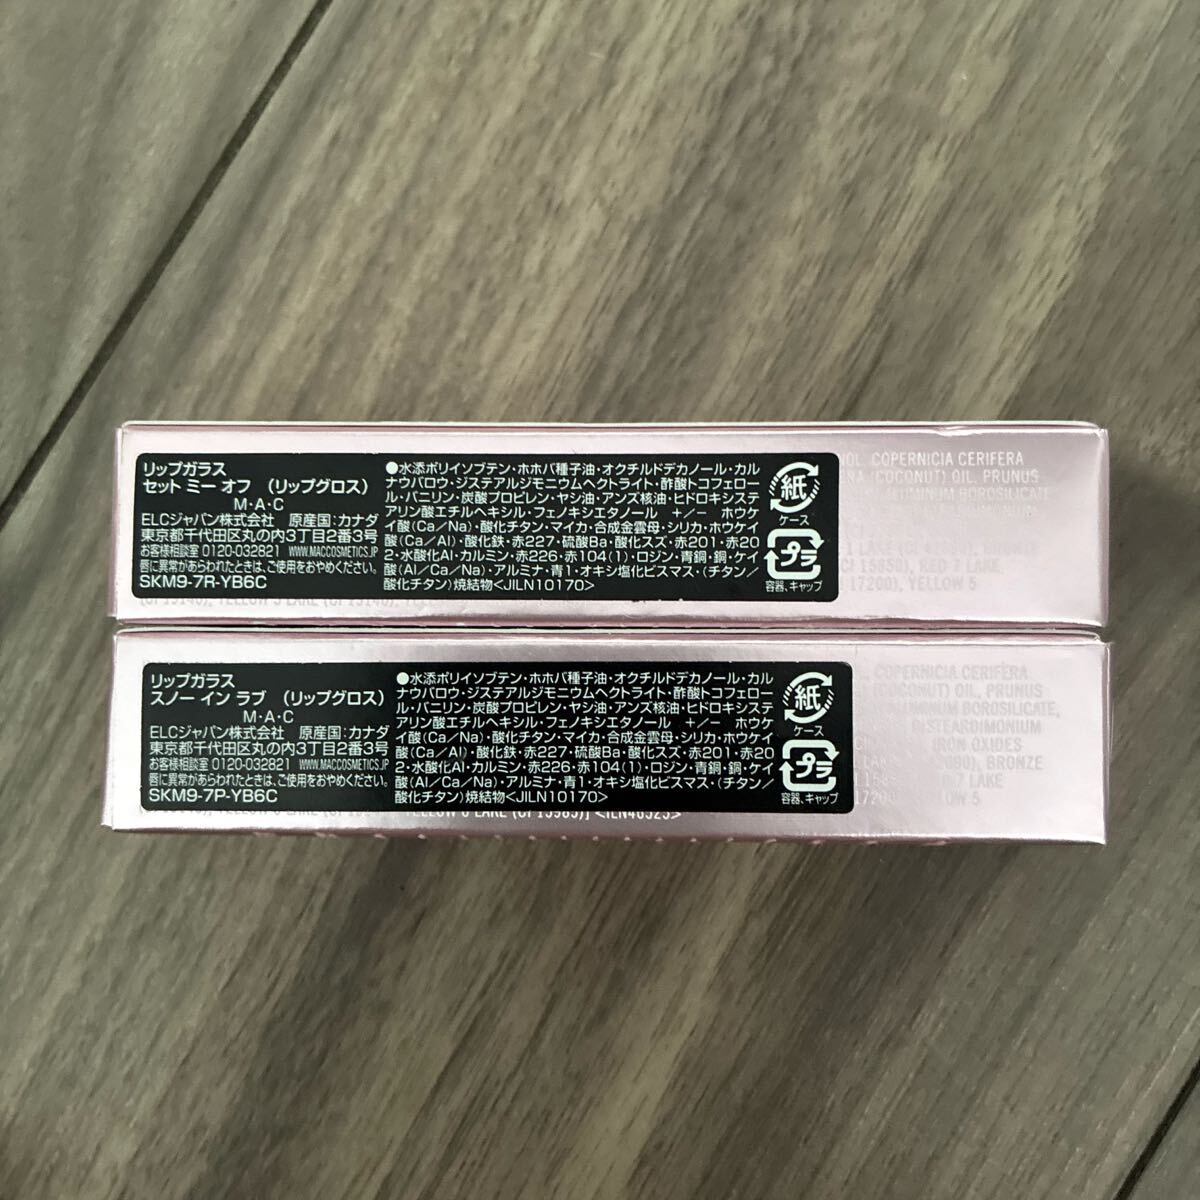 リップガラス
セット ミー オフ (リップグロス)
M・A・C
ELCジャパン株式会社 原産国:カナダ
東京都千代田区丸の内3丁目2番3号
お客様相談室 0120-032821 WWW.MACCOSMETICS.JP
唇に異常があらわれたときは、ご使用をおやめください。
SKM9-7R-YB6C
●水添ポリイソブテン・ホホバ種子油・オクチルドデカノール・カル
ナウバロウ・ジステアルジモニウムヘクトライト・酢酸トコフェロー
ル・バニリン・炭酸プロピレン・ヤシ油・アンズ核油・ヒドロキシステ
アリン酸エチルヘキシル・フェノキシエタノール +/− ホウケイ
酸(Ca/Na)・酸化チタン・マイカ・合成金雲母・シリカ・ホウケイ
酸(Ca/Al)・酸化鉄・赤227・硫酸Ba・酸化スズ・赤201・赤20
2・水酸化Al・カルミン・赤226・赤104(1)・ロジン・青銅・銅・ケイ
酸(Al/Ca/Na)・アルミナ・青1・オキシ塩化ビスマス・(チタン/
酸化チタン)焼結物<JILN10170>
紙
ケース
プラ
容器、キャップ
COPERNICIA CERIFERA
(COCONUT) OIL, PRUNUS
BOROSILICATE
RED 7 LAKE,
17200), YELLOW 5
リップガラス
スノー イン ラブ (リップグロス)
M・A・C
ELCジャパン株式会社 原産国:カナダ
東京都千代田区丸の内3丁目2番3号
お客様相談室 0120-032821 WWW.MACCOSMETICS.JP
唇に異常があらわれたときは、ご使用をおやめください。
SKM9-7P-YB6C
●水添ポリイソブテン・ホホバ種子油・オクチルドデカノール・カル
ナウバロウ・ジステアルジモニウムヘクトライト・酢酸トコフェロー
ル・バニリン・炭酸プロピレン・ヤシ油・アンズ核油・ヒドロキシステ
アリン酸エチルヘキシル・フェノキシエタノール +/− ホウケイ
酸(Ca/Na)・酸化チタン・マイカ・合成金雲母・シリカ・ホウケイ
酸(Ca/Al)・酸化鉄・赤227・硫酸Ba・酸化スズ・赤201・赤20
2・水酸化Al・カルミン・赤226・赤104(1)・ロジン・青銅・銅・ケイ
酸(Al/Ca/Na)・アルミナ・青1・オキシ塩化ビスマス・(チタン/
酸化チタン)焼結物<JILN10170>
紙
ケース
プラ
容器、キャップ
COPERNICIA CERIFERA
(COCONUT) OIL, PRUNUS
BOROSILICATE,
DISTEARDIMONIUM
IRON OXIDES
BRONZE
7 LAKE